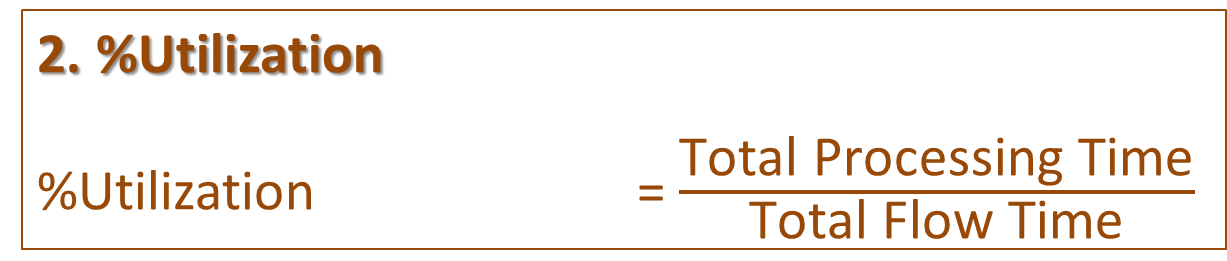 2. %Utilization
Total Processing Time
%Utilization =
Total Flow Time